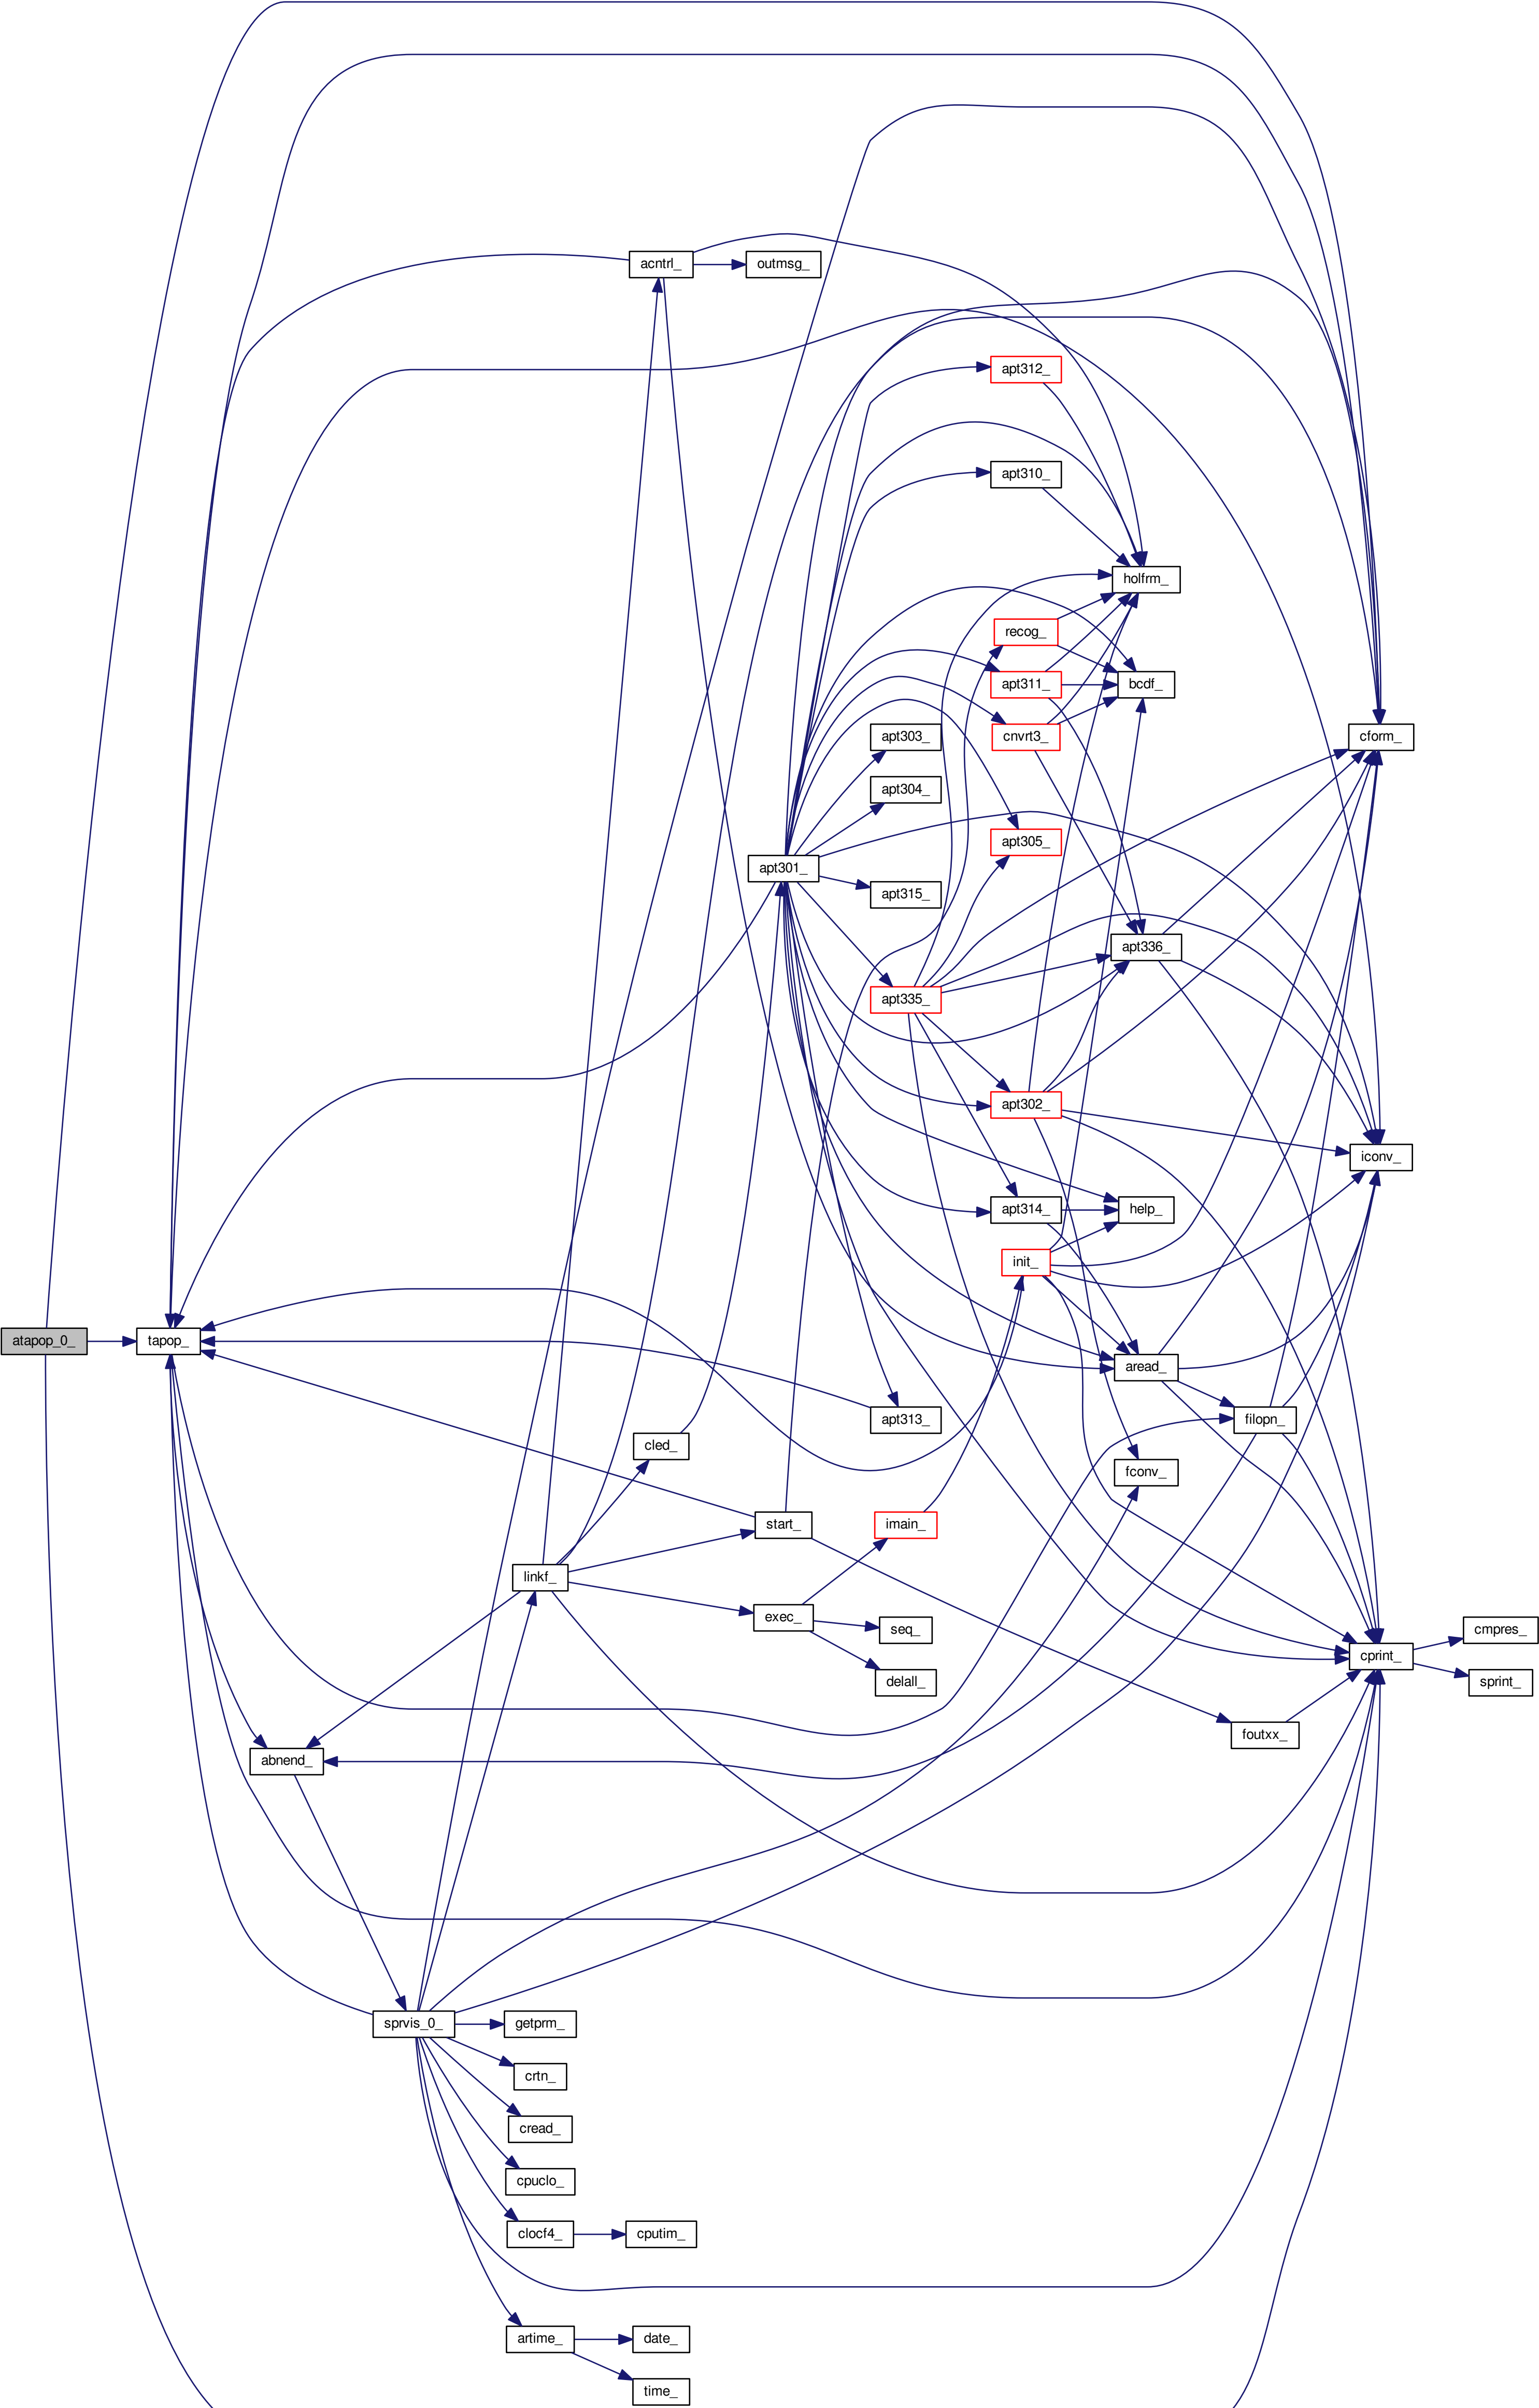 acntrl_
outmsg_
apt312_
apt310_
holfrm_
recog_
apt311_
bcdf_
cnvrt3_
apt303_
cform_
apt304_
apt305_
apt301_
apt315_
apt336_
apt335_
apt302_
iconv_
apt314_
help_
init_
atapop_0_
tapop_
aread_
apt313_
filopn_
cled_
fconv_
start_
imain_
linkf_
exec_
seq_
cmpres_
cprint_
delall_
sprint_
foutxx_
abnend_
sprvis_0_
getprm_
crtn_
cread_
cpuclo_
clocf4_
cputim_
artime_
date_
time_